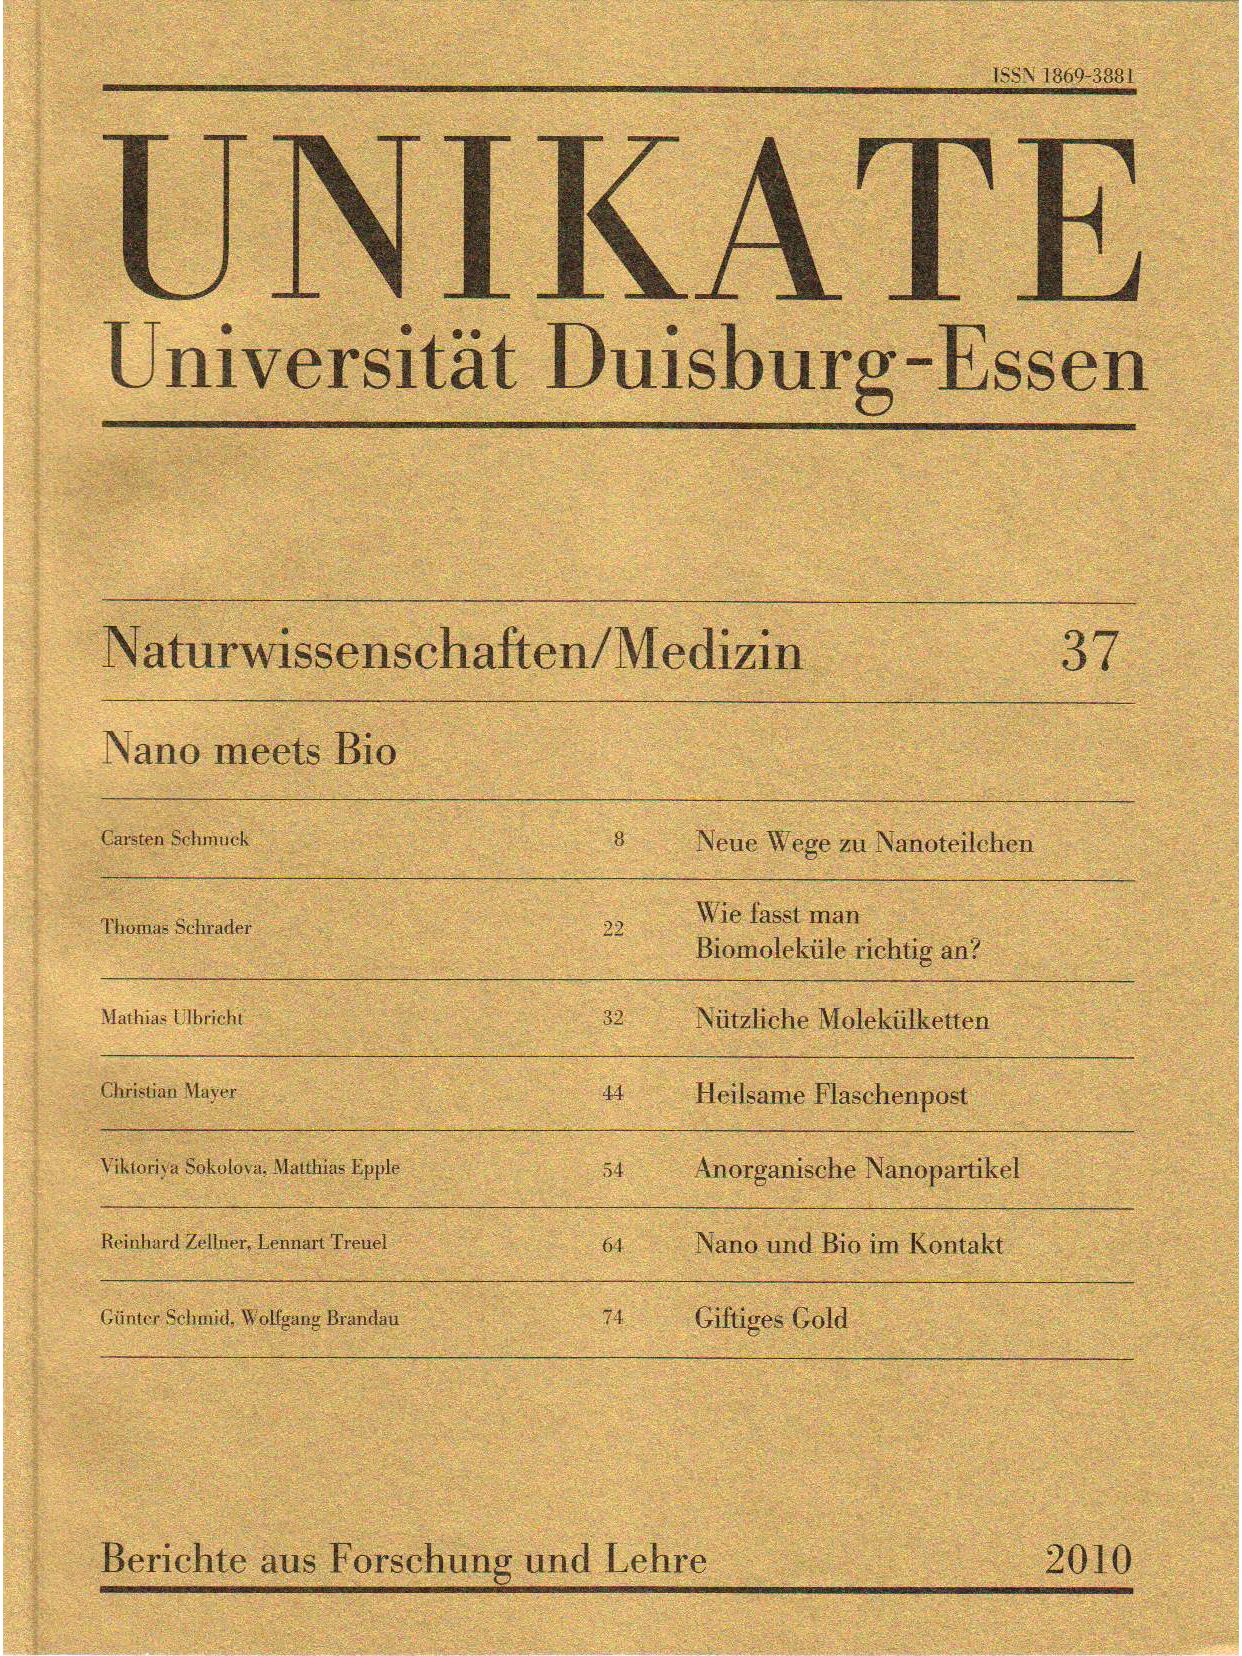 ISSN 1869-3881
UNIKATE
Universität Duisburg-Essen
Naturwissenschaften/Medizin 37
Nano meets Bio
Carsten Schmuck 8 Neue Wege zu Nanoteilchen
Thomas Schrader 22 Wie fasst man
Biomoleküle richtig an?
Mathias Ulbricht 32 Nützliche Molekülketten
Christian Mayer 44 Heilsame Flaschenpost
Viktoriya Sokolova, Matthias Epple 54 Anorganische Nanopartikel
Reinhard Zellner, Lennart Treuel 64 Nano und Bio im Kontakt
Günter Schmid, Wolfgang Brandau 74 Giftiges Gold
Berichte aus Forschung und Lehre 2010